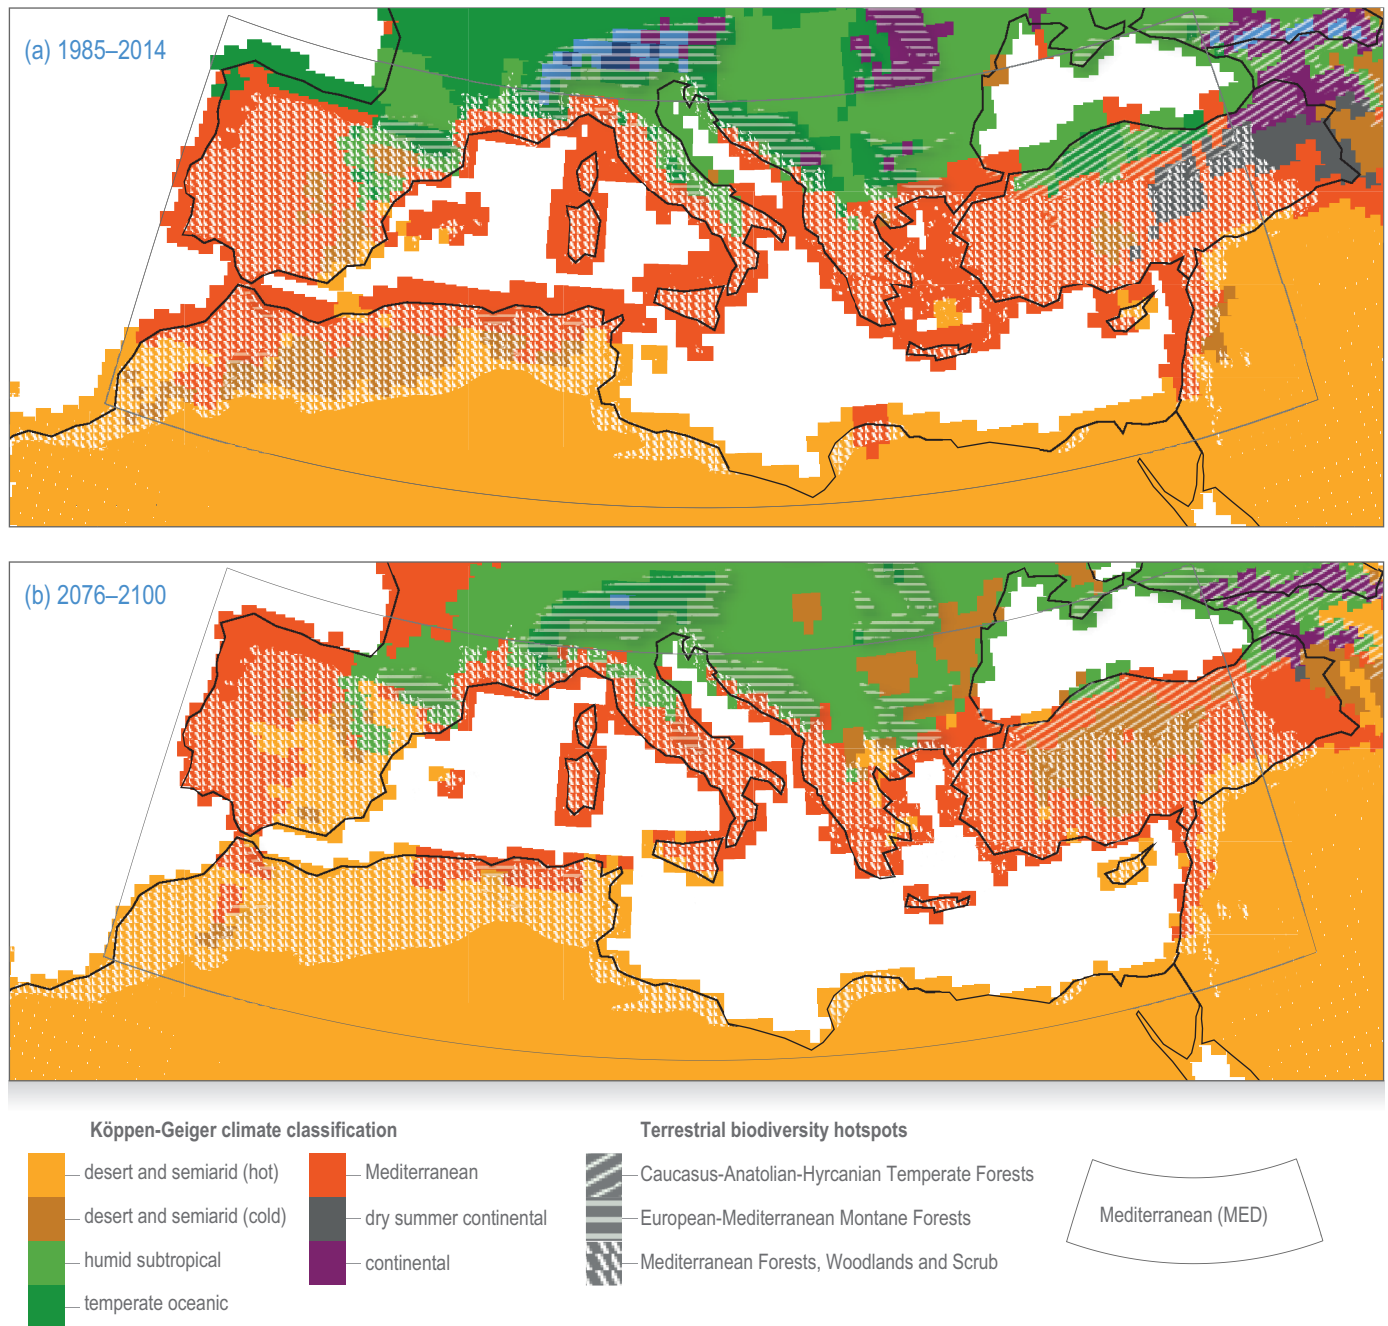 (a) 1985–2014
(b) 2076–2100
Köppen-Geiger climate classification
desert and semiarid (hot)
desert and semiarid (cold)
humid subtropical
temperate oceanic
Mediterranean
dry summer continental
continental
Terrestrial biodiversity hotspots
Caucasus-Anatolian-Hyrcanian Temperate Forests
European-Mediterranean Montane Forests
Mediterranean Forests, Woodlands and Scrub
Mediterranean (MED)